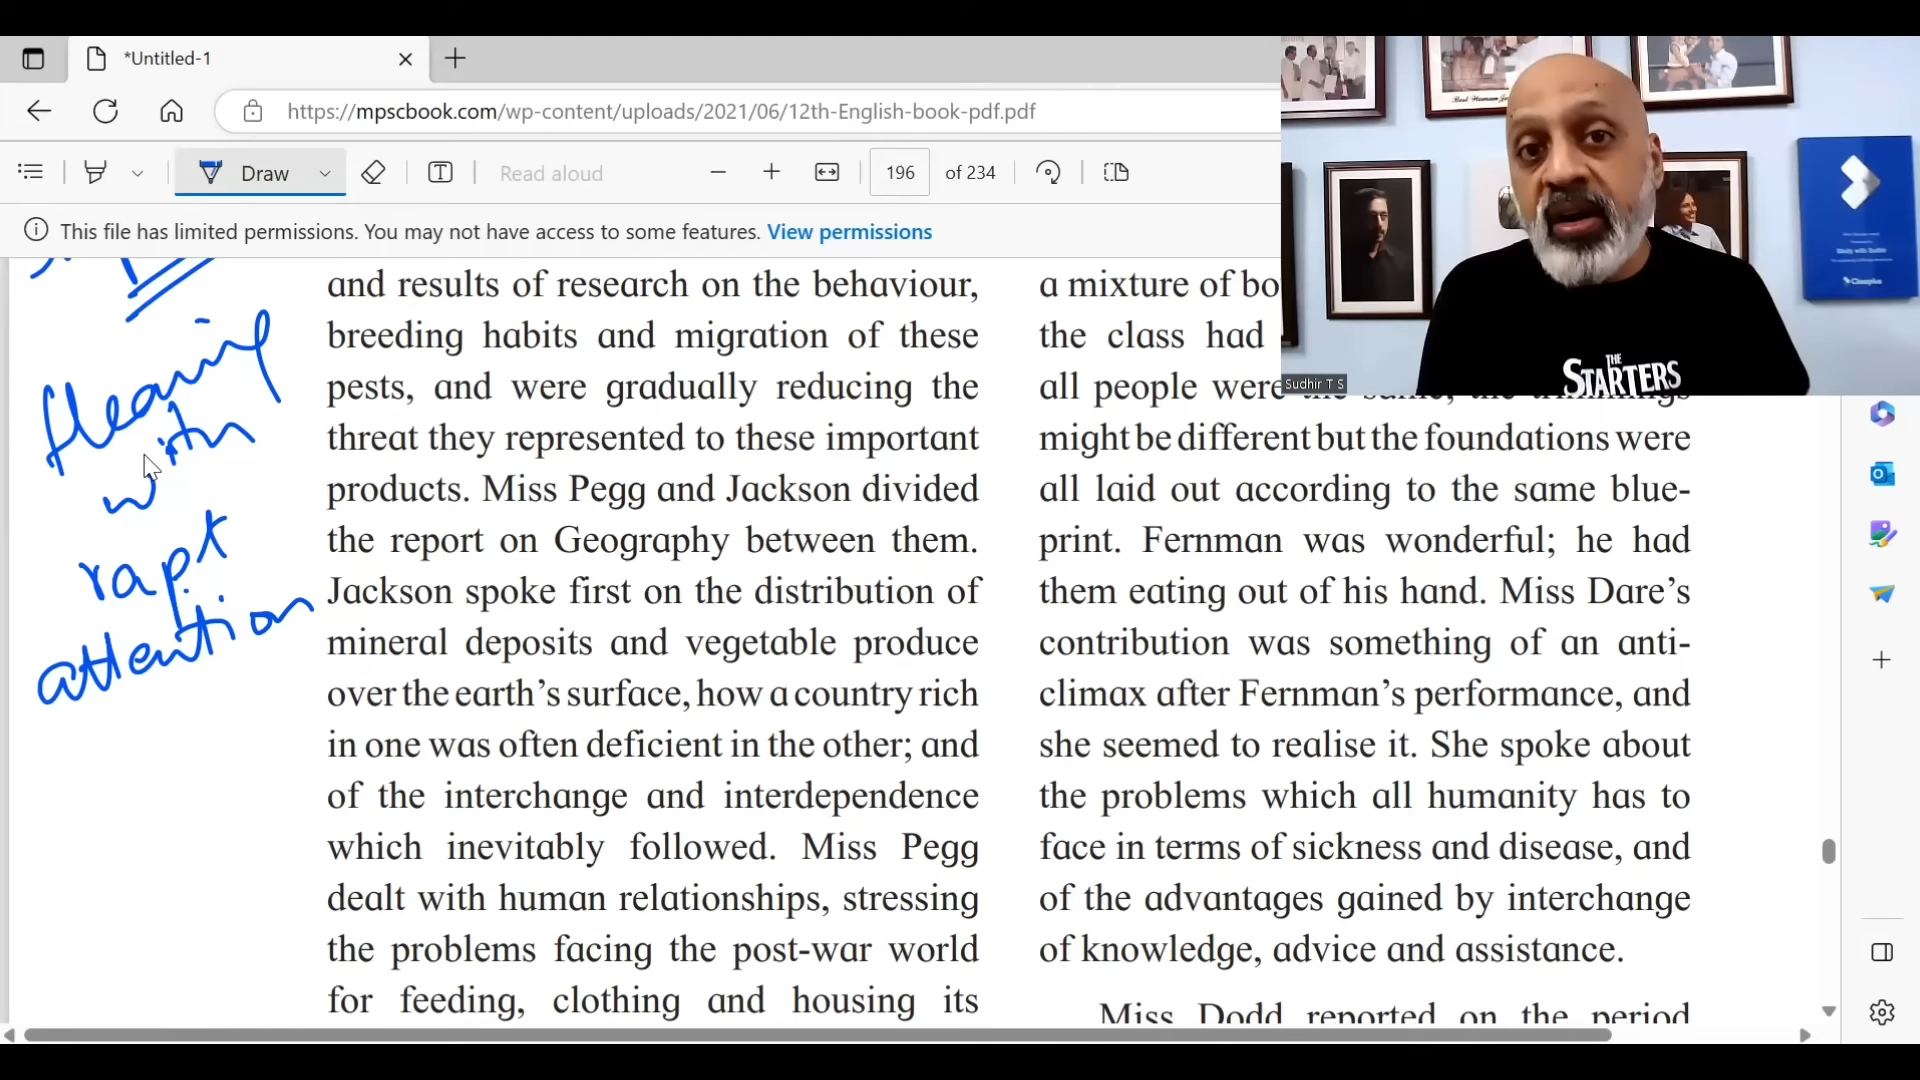 *Untitled-1
https://mpscbook.com/wp-content/uploads/2021/06/12th-English-book-pdf.pdf
Draw
Read aloud
196 of 234
This file has limited permissions. You may not have access to some features. View permissions
with
rapt
attention
and results of research on the behaviour,
breeding habits and migration of these
pests, and were gradually reducing the
threat they represented to these important
products. Miss Pegg and Jackson divided
the report on Geography between them.
Jackson spoke first on the distribution of
mineral deposits and vegetable produce
over the earth's surface, how a country rich
in one was often deficient in the other; and
of the interchange and interdependence
which inevitably followed. Miss Pegg
dealt with human relationships, stressing
the problems facing the post-war world
for feeding, clothing and housing its
a mixture of bo
the class had
all people were the same, the trimmings
might be different but the foundations were
all laid out according to the same blue-
print. Fernman was wonderful; he had
them eating out of his hand. Miss Dare's
contribution was something of an anti-
climax after Fernman's performance, and
she seemed to realise it. She spoke about
the problems which all humanity has to
face in terms of sickness and disease, and
of the advantages gained by interchange
of knowledge, advice and assistance.
Miss Dodd reported on the period
Sudhir T S
THE
STARTERS